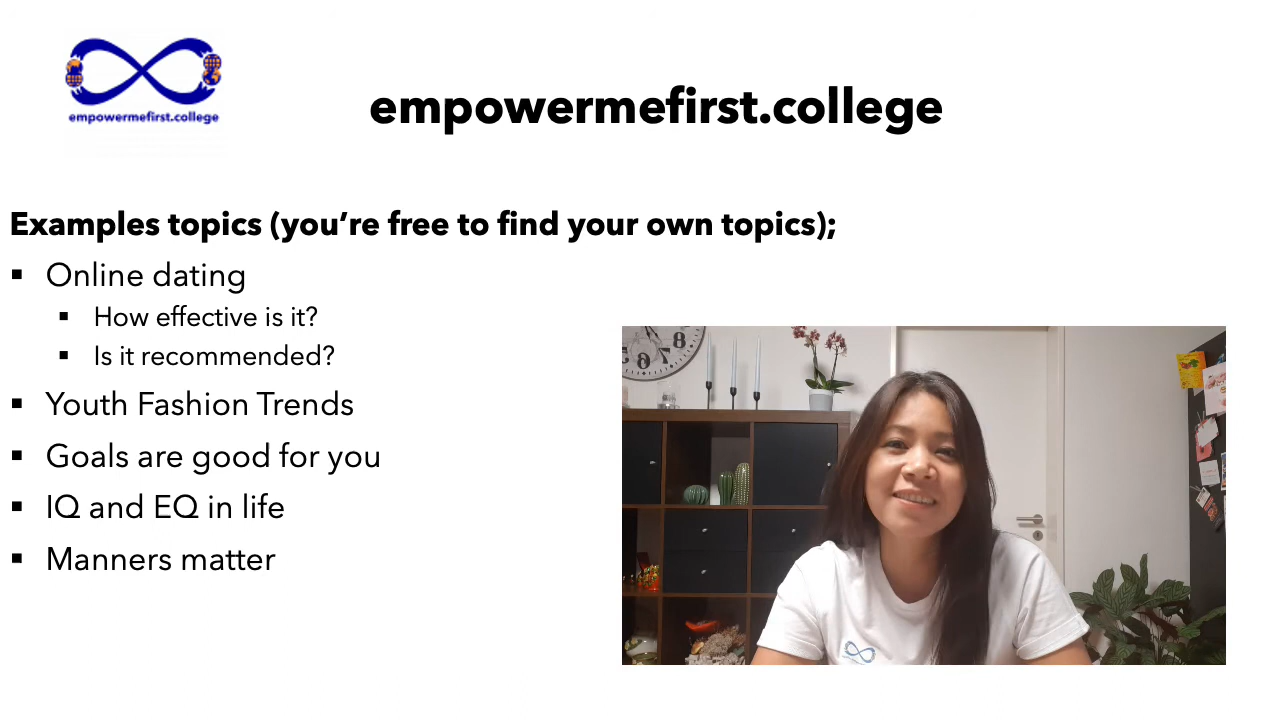 empowermefirst.college
empowermefirst.college
Examples topics (you’re free to find your own topics);
Online dating
How effective is it?
Is it recommended?
Youth Fashion Trends
Goals are good for you
IQ and EQ in life
Manners matter